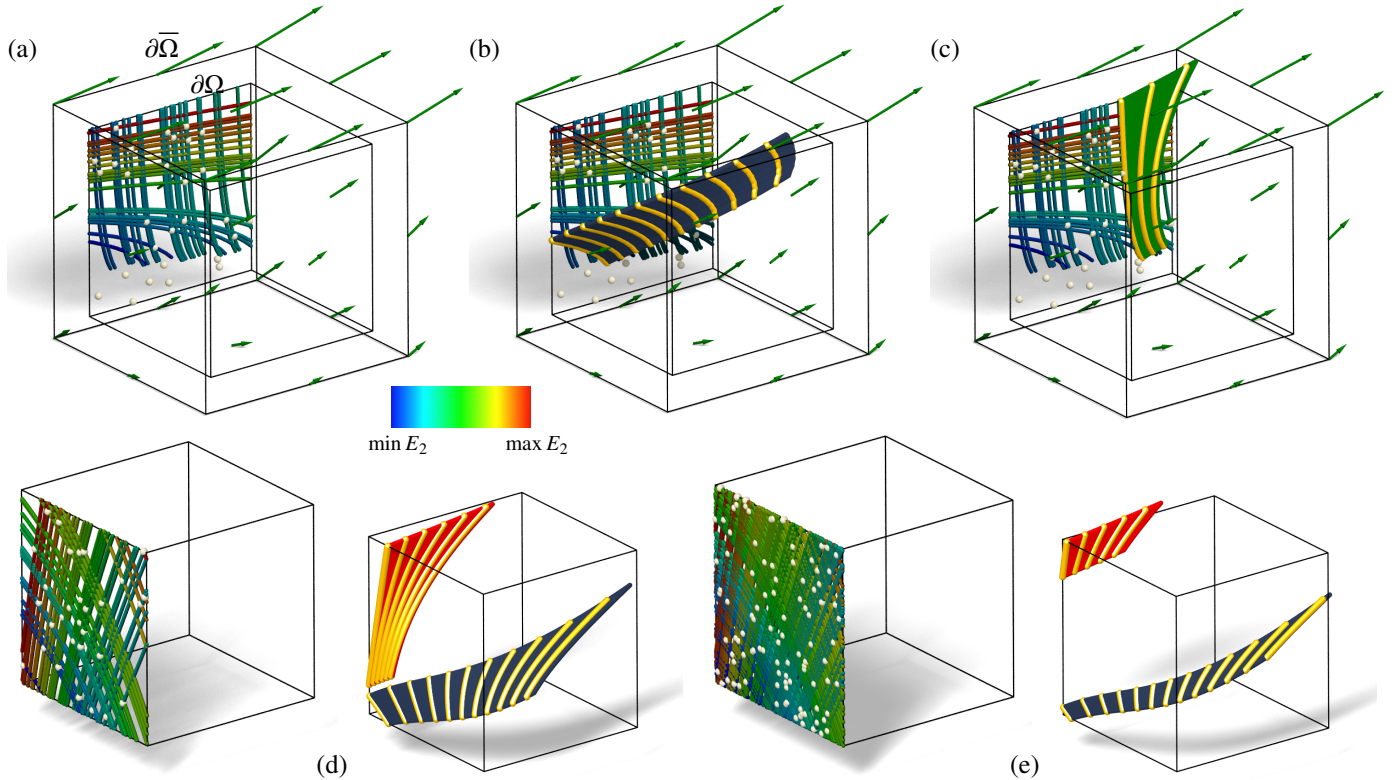 (a)
∂Ω̅
∂Ω
(b)
(c)
min E₂
max E₂
(d)
(e)